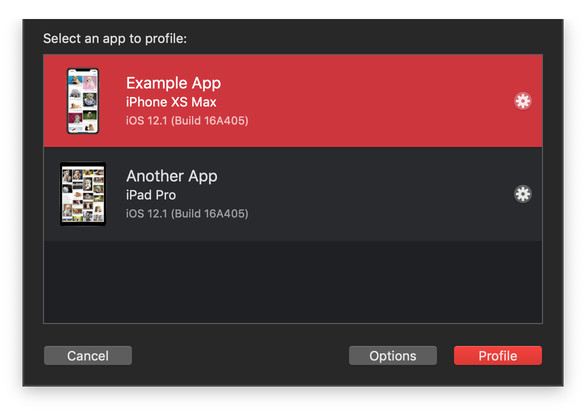 Select an app to profile:
Example App
iPhone XS Max
iOS 12.1 (Build 16A405)
Another App
iPad Pro
iOS 12.1 (Build 16A405)
Cancel
Options
Profile